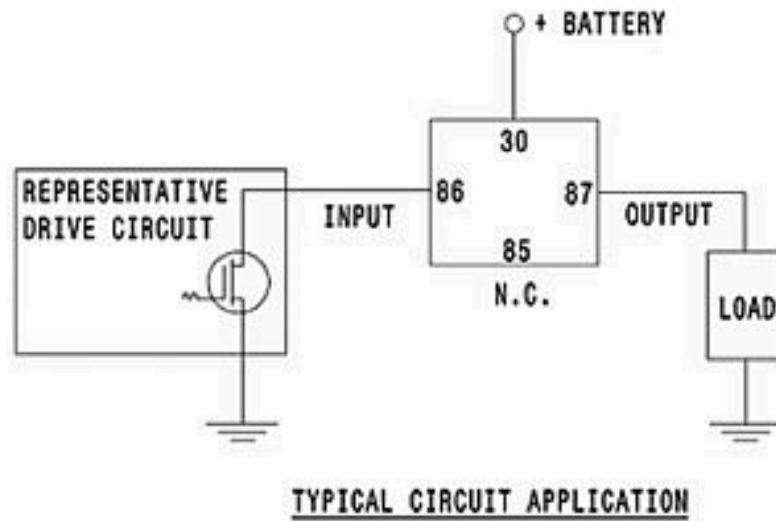 + BATTERY
30
REPRESENTATIVE
DRIVE CIRCUIT
INPUT
86
87
OUTPUT
85
N.C.
LOAD
TYPICAL CIRCUIT APPLICATION